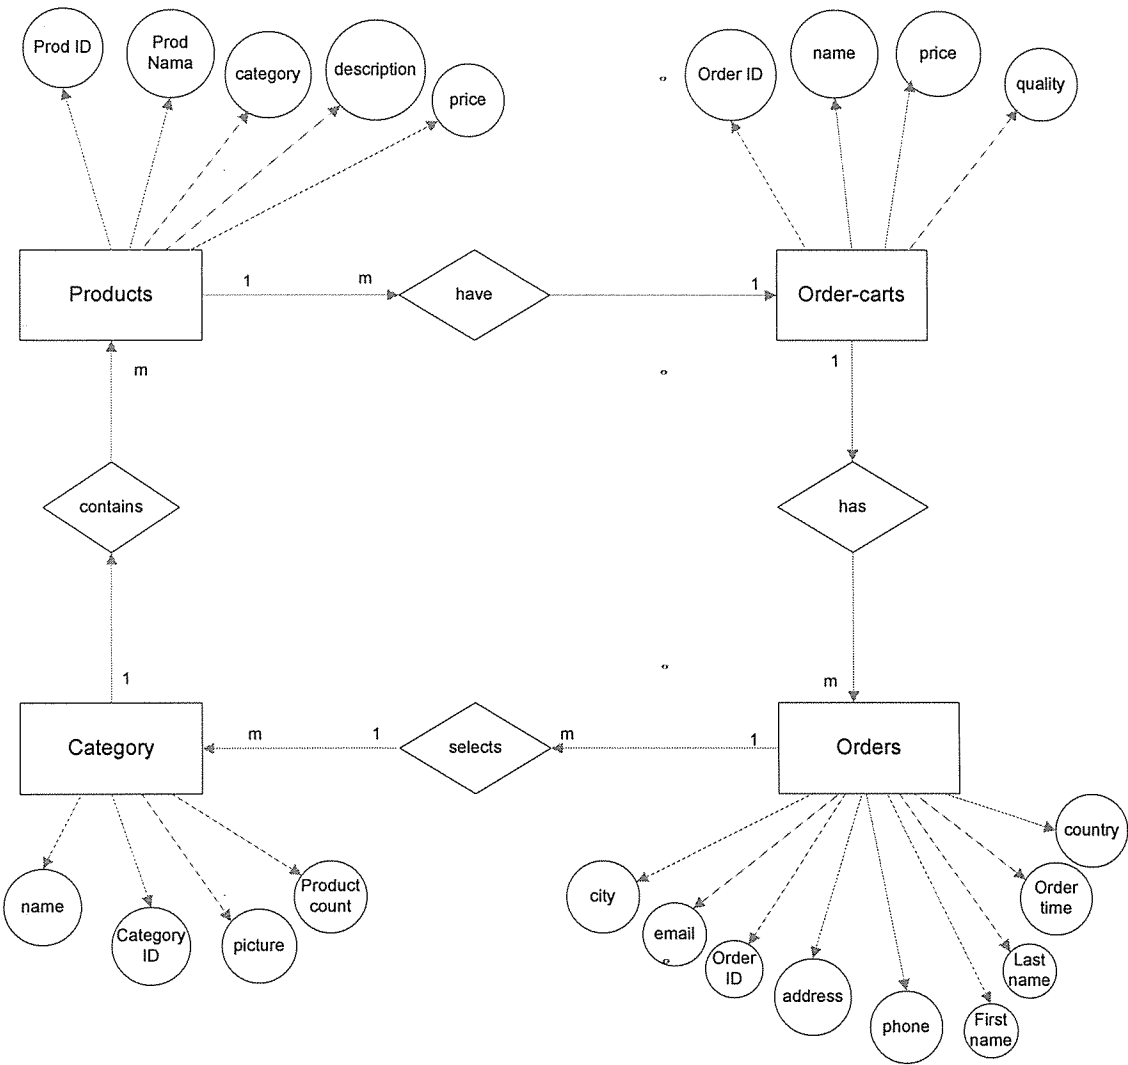 Prod ID
Prod
Nama
category
description
price
Order ID
name
price
quality
Products
1
m
have
1
Order-carts
m
1
contains
has
1
m
Category
m
1
selects
m
1
Orders
name
Category
ID
picture
Product
count
city
email
Order
ID
address
phone
First
name
Last
name
Order
time
country